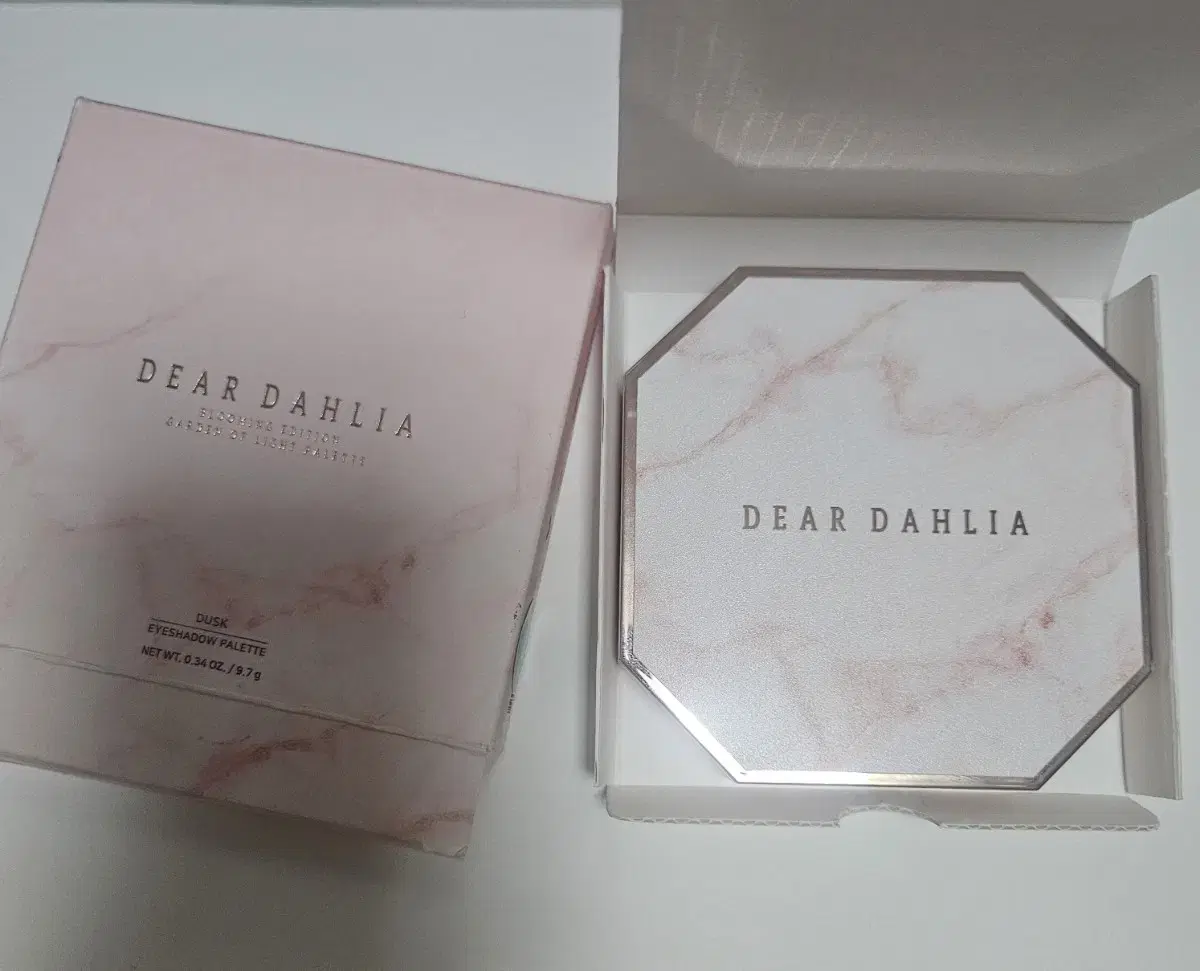 DEAR DAHLIA
BLOOMING EDITION
GARDEN OF LIGHT PALETTE
DUSK
EYESHADOW PALETTE
NET WT. 0.34 OZ. / 9.7 g
DEAR DAHLIA